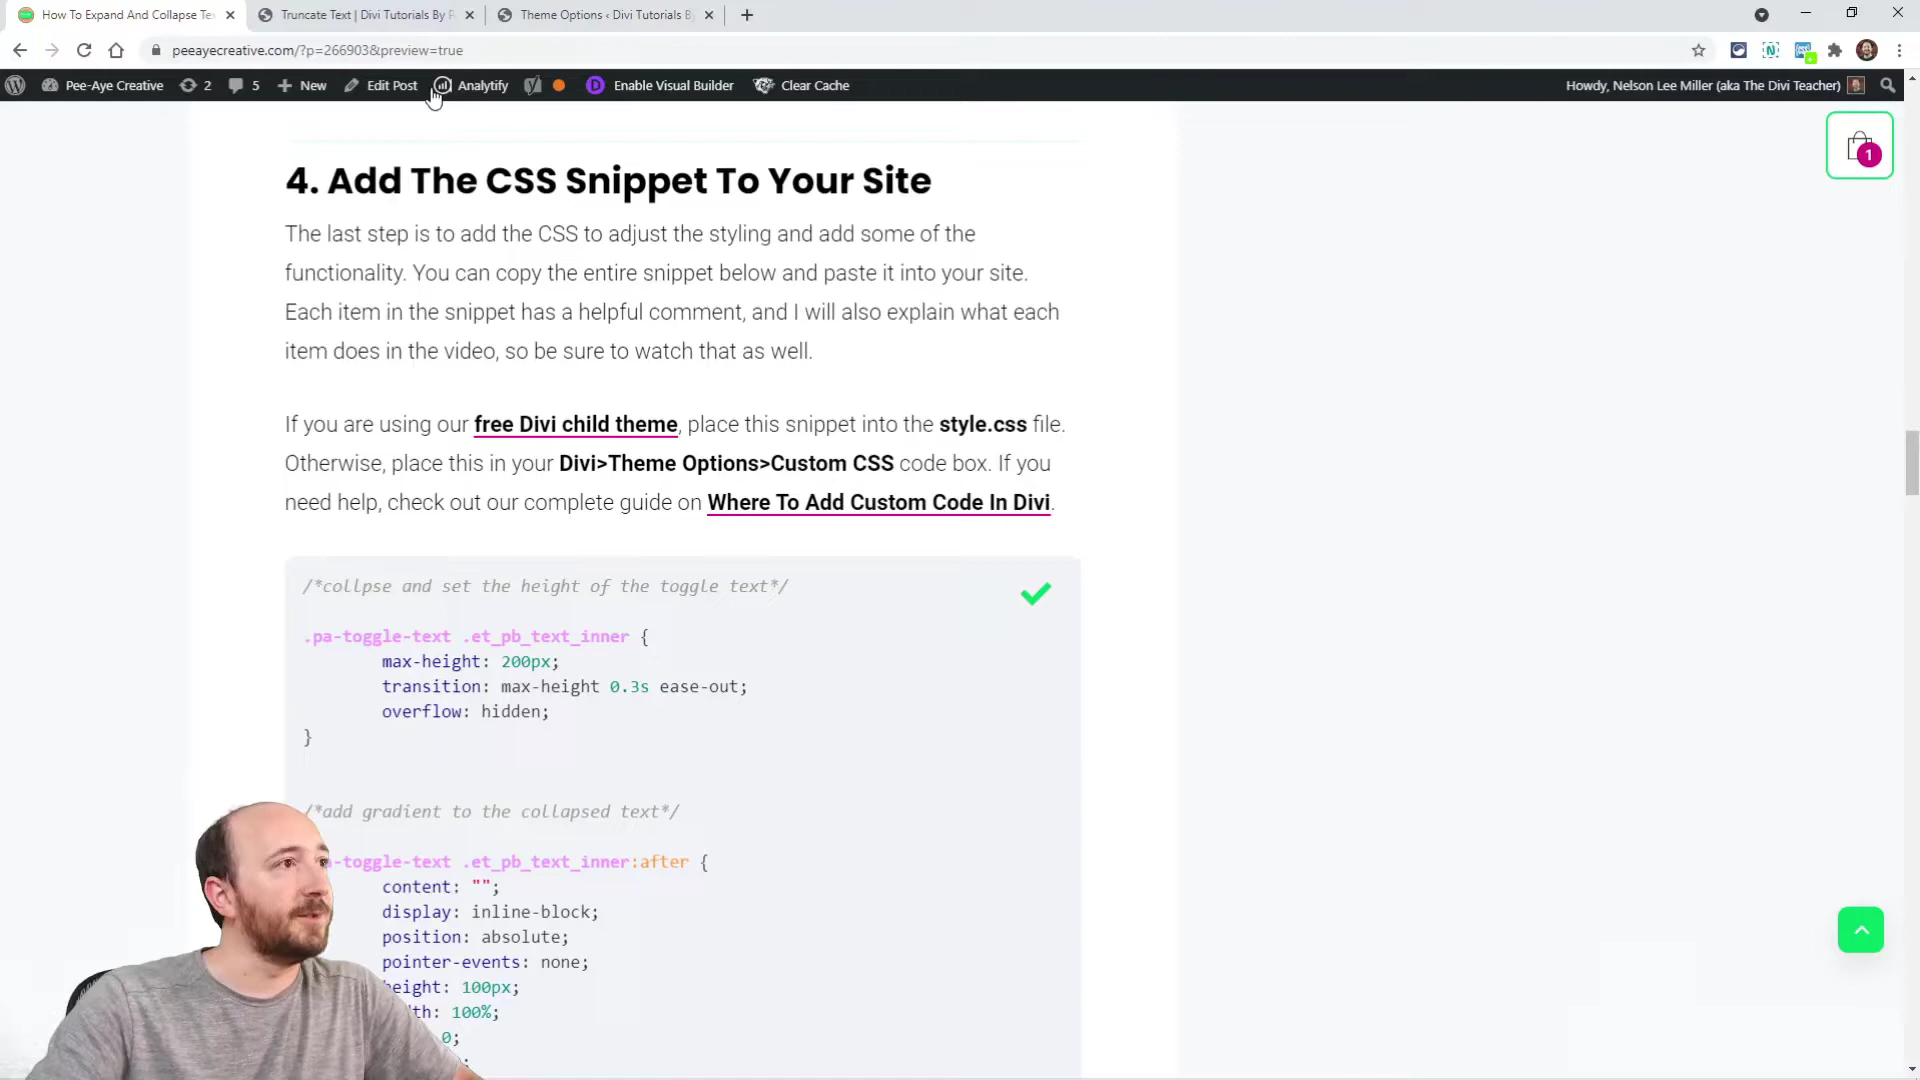 How To Expand And Collapse Te
Truncate Text | Divi Tutorials By P
Theme Options ‹ Divi Tutorials B
peeayecreative.com/?p=266903&preview=true
Pee-Aye Creative
2
5
New
Edit Post
Analytify
Enable Visual Builder
Clear Cache
Howdy, Nelson Lee Miller (aka The Divi Teacher)
1
4. Add The CSS Snippet To Your Site
The last step is to add the CSS to adjust the styling and add some of the
functionality. You can copy the entire snippet below and paste it into your site.
Each item in the snippet has a helpful comment, and I will also explain what each
item does in the video, so be sure to watch that as well.
If you are using our free Divi child theme, place this snippet into the style.css file.
Otherwise, place this in your Divi>Theme Options>Custom CSS code box. If you
need help, check out our complete guide on Where To Add Custom Code In Divi.
/*collpse and set the height of the toggle text*/
.pa-toggle-text .et_pb_text_inner {
max-height: 200px;
transition: max-height 0.3s ease-out;
overflow: hidden;
}
/*add gradient to the collapsed text*/
-toggle-text .et_pb_text_inner:after {
content: "";
display: inline-block;
position: absolute;
pointer-events: none;
height: 100px;
th: 100%;
0;